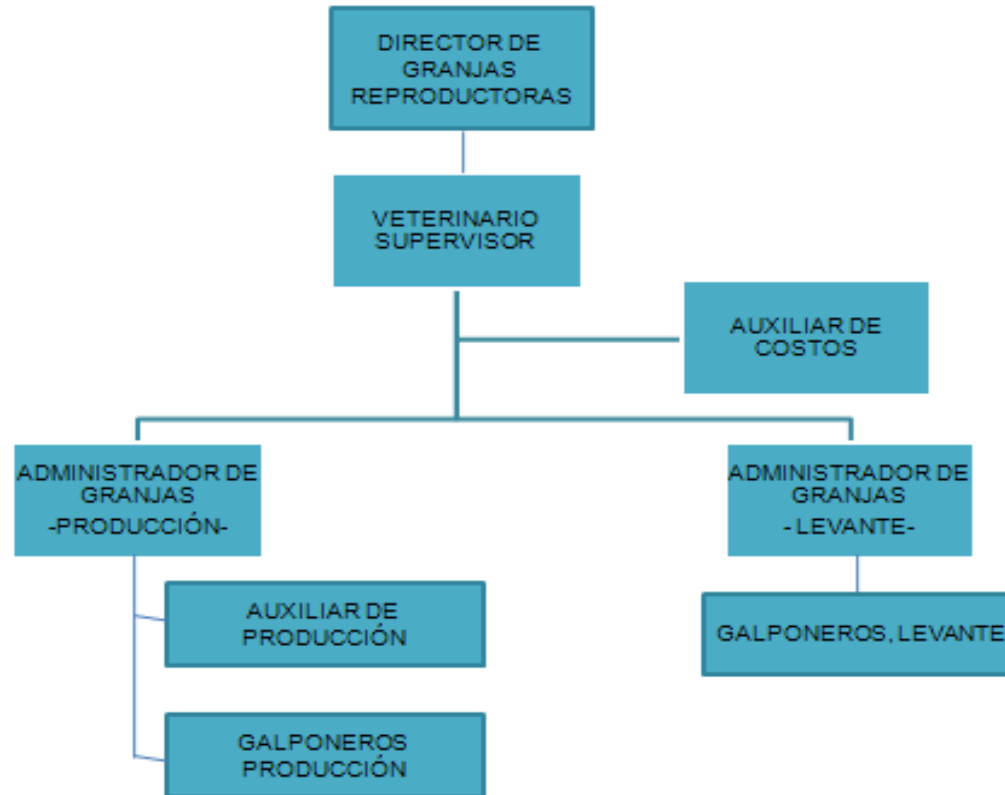 DIRECTOR DE
GRANJAS
REPRODUCTORAS
VETERINARIO
SUPERVISOR
AUXILIAR DE
COSTOS
ADMINISTRADOR DE
GRANJAS
-PRODUCCIÓN-
ADMINISTRADOR DE
GRANJAS
- LEVANTE-
AUXILIAR DE
PRODUCCIÓN
GALPONEROS, LEVANTE
GALPONEROS
PRODUCCIÓN